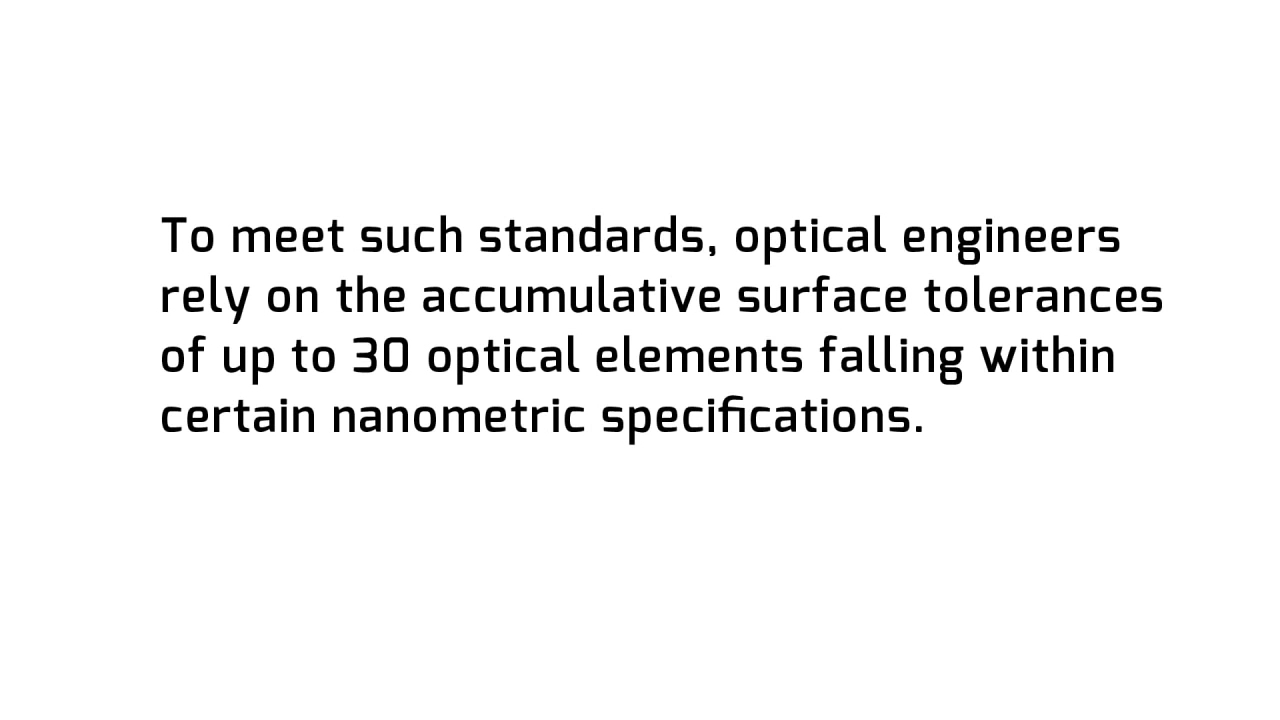 To meet such standards, optical engineers
rely on the accumulative surface tolerances
of up to 30 optical elements falling within
certain nanometric specifications.